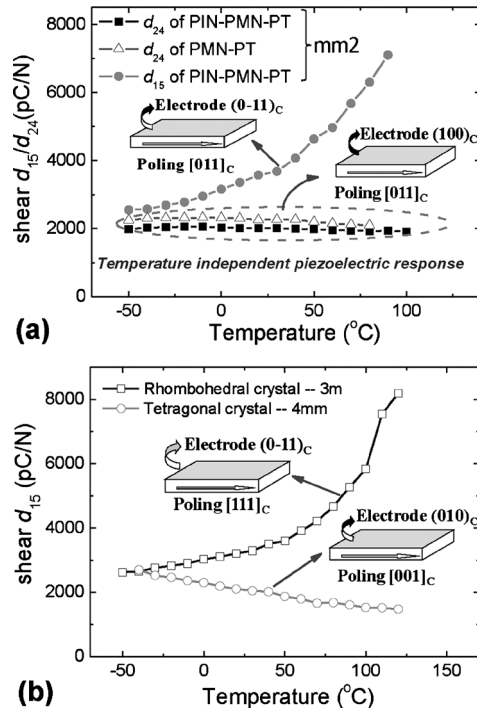 d24 of PIN-PMN-PT
d24 of PMN-PT
d15 of PIN-PMN-PT
mm2
8000
6000
4000
2000
0
shear d15/d24(pC/N)
Electrode (0-11)C
Poling [011]C
Electrode (100)C
Poling [011]C
Temperature independent piezoelectric response
-50
0
50
100
Temperature (°C)
(a)
Rhombohedral crystal -- 3m
Tetragonal crystal -- 4mm
8000
6000
4000
2000
0
shear d15 (pC/N)
Electrode (0-11)C
Poling [111]C
Electrode (010)C
Poling [001]C
-100
-50
0
50
100
150
Temperature (°C)
(b)